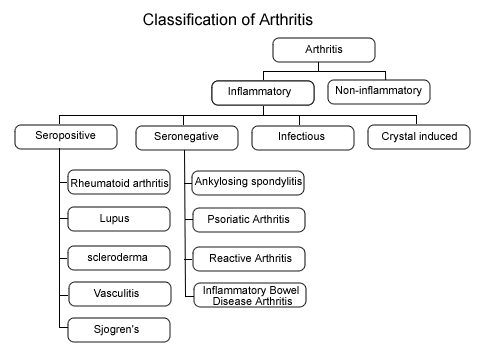 Classification of Arthritis
Arthritis
Inflammatory
Non-inflammatory
Seropositive
Seronegative
Infectious
Crystal induced
Rheumatoid arthritis
Lupus
scleroderma
Vasculitis
Sjogren's
Ankylosing spondylitis
Psoriatic Arthritis
Reactive Arthritis
Inflammatory Bowel
Disease Arthritis